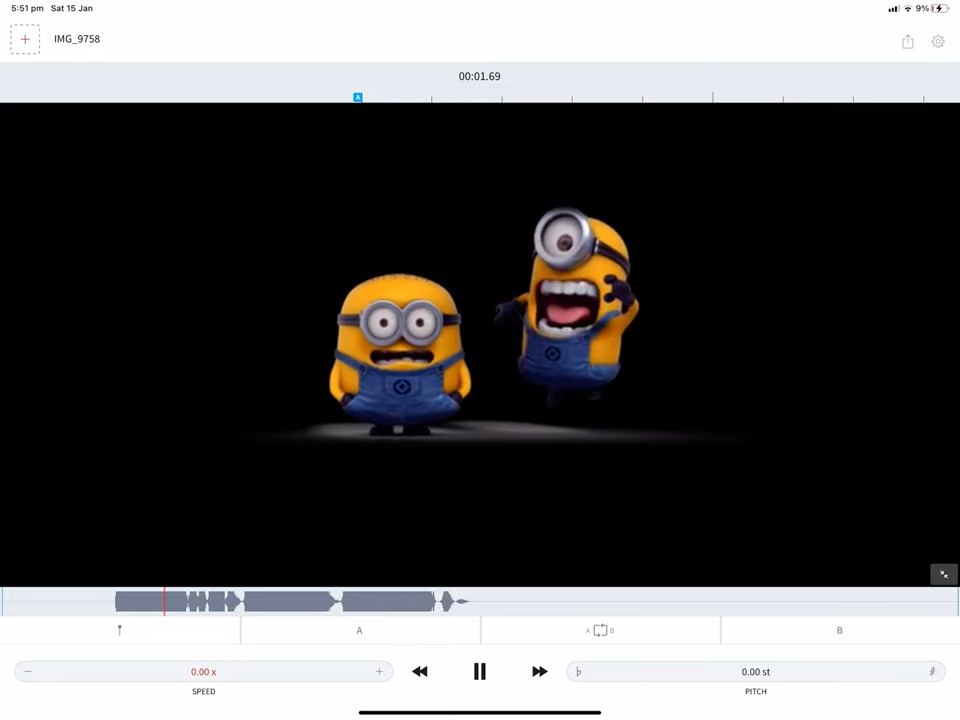 5:51 pm Sat 15 Jan 9%
IMG_9758
00:01.69
A
A A B B
0.00 x 0.00 st
SPEED PITCH